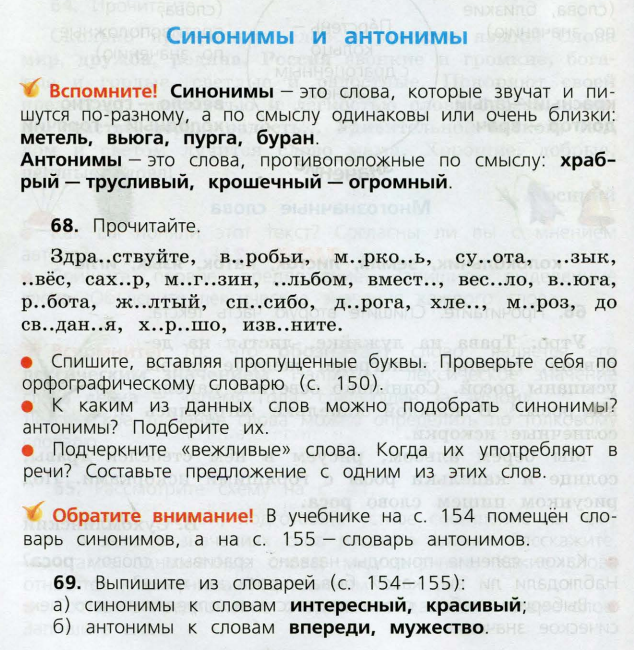 Синонимы и антонимы
Вспомните! Синонимы – это слова, которые звучат и пи-
шутся по-разному, а по смыслу одинаковы или очень близки:
метель, вьюга, пурга, буран.
Антонимы – это слова, противоположные по смыслу: храб-
рый – трусливый, крошечный – огромный.
68. Прочитайте.
Здра..ствуйте, в..робьи, м..рко..ь, су..ота, ..зык,
..вёс, сах..р, м..г..зин, ..льбом, вмест.., вес..ло, в..юга,
р..бота, ж..лтый, сп..сибо, д..рога, хле.., м..роз, до
св..дан..я, х..р..шо, изв..ните.
• Спишите, вставляя пропущенные буквы. Проверьте себя по
орфографическому словарю (с. 150).
• К каким из данных слов можно подобрать синонимы?
антонимы? Подберите их.
• Подчеркните «вежливые» слова. Когда их употребляют в
речи? Составьте предложение с одним из этих слов.
Обратите внимание! В учебнике на с. 154 помещён сло-
варь синонимов, а на с. 155 – словарь антонимов.
69. Выпишите из словарей (с. 154–155):
а) синонимы к словам интересный, красивый;
б) антонимы к словам впереди, мужество.